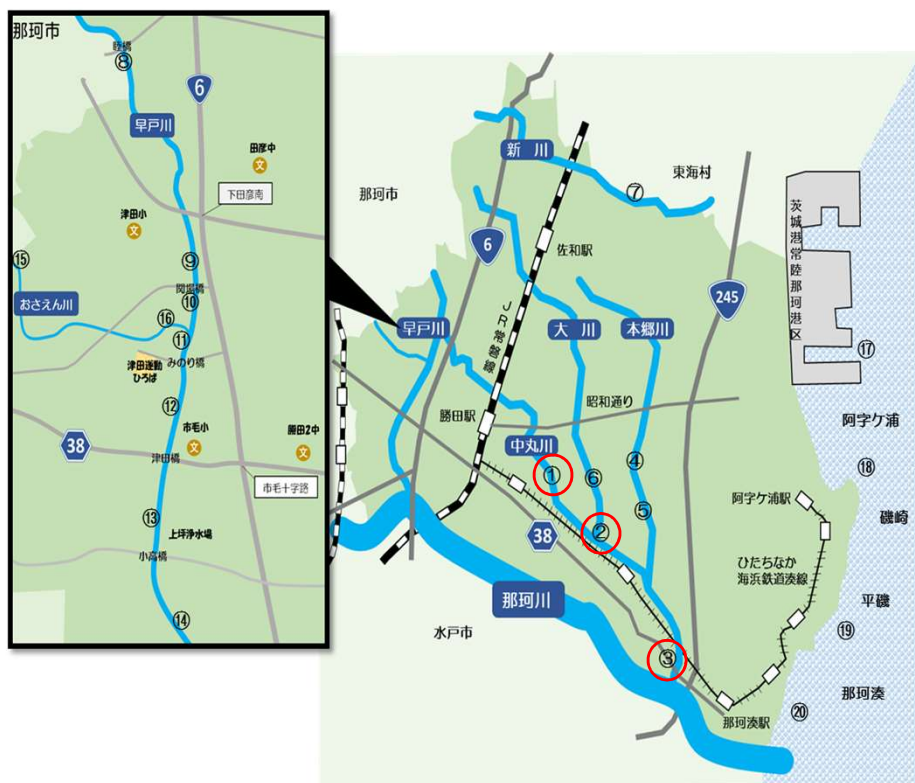 那珂市
睦橋
⑧
6
早戸川
田彦中
文
下田彦南
津田小
文
⑮
⑨
関堀橋
⑩
おさえん川
⑯
⑪
みのり橋
津田運動
ひろば
⑫
38
市毛小
文
勝田2中
文
津田橋
市毛十字路
⑬
上坪浄水場
小高橋
⑭
新川
⑦
東海村
那珂市
6
佐和駅
茨城港常陸那珂港区
245
早戸川
JR常磐線
大川
本郷川
⑰
昭和通り
勝田駅
阿字ケ浦
中丸川
①
⑥
④
⑱
⑤
阿字ケ浦駅
磯崎
38
②
ひたちなか
海浜鉄道湊線
那珂川
平磯
水戸市
⑲
③
那珂湊
那珂湊駅
⑳